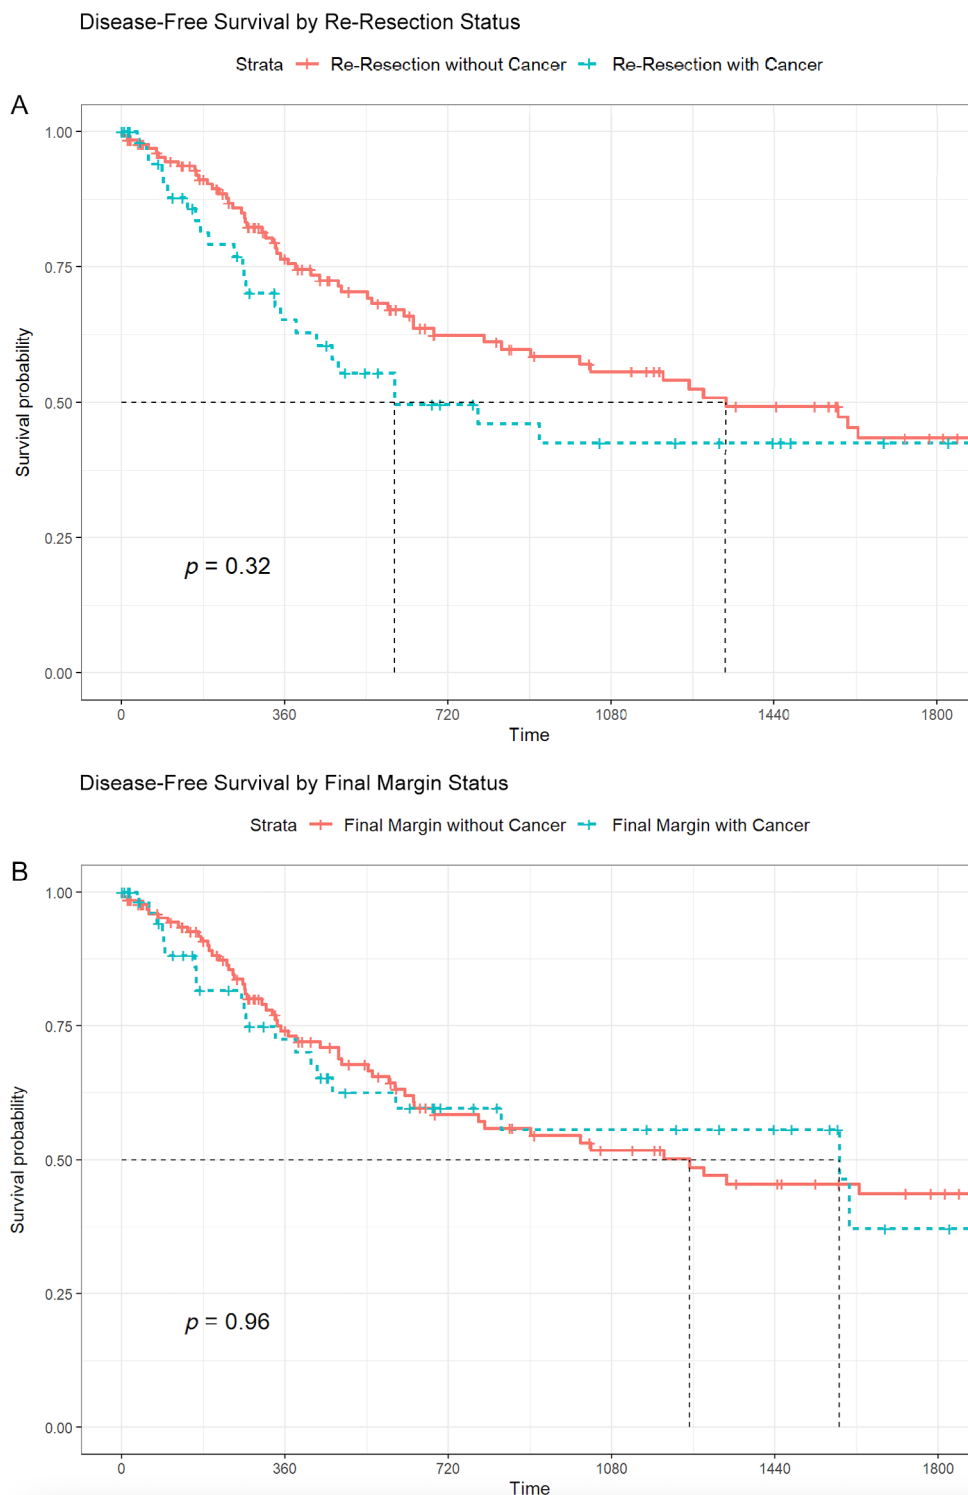 Disease-Free Survival by Re-Resection Status
Strata Re-Resection without Cancer Re-Resection with Cancer
A
1.00
0.75
0.50
0.25
0.00
Survival probability
p = 0.32
0 360 720 1080 1440 1800
Time
Disease-Free Survival by Final Margin Status
Strata Final Margin without Cancer Final Margin with Cancer
B
1.00
0.75
0.50
0.25
0.00
Survival probability
p = 0.96
0 360 720 1080 1440 1800
Time